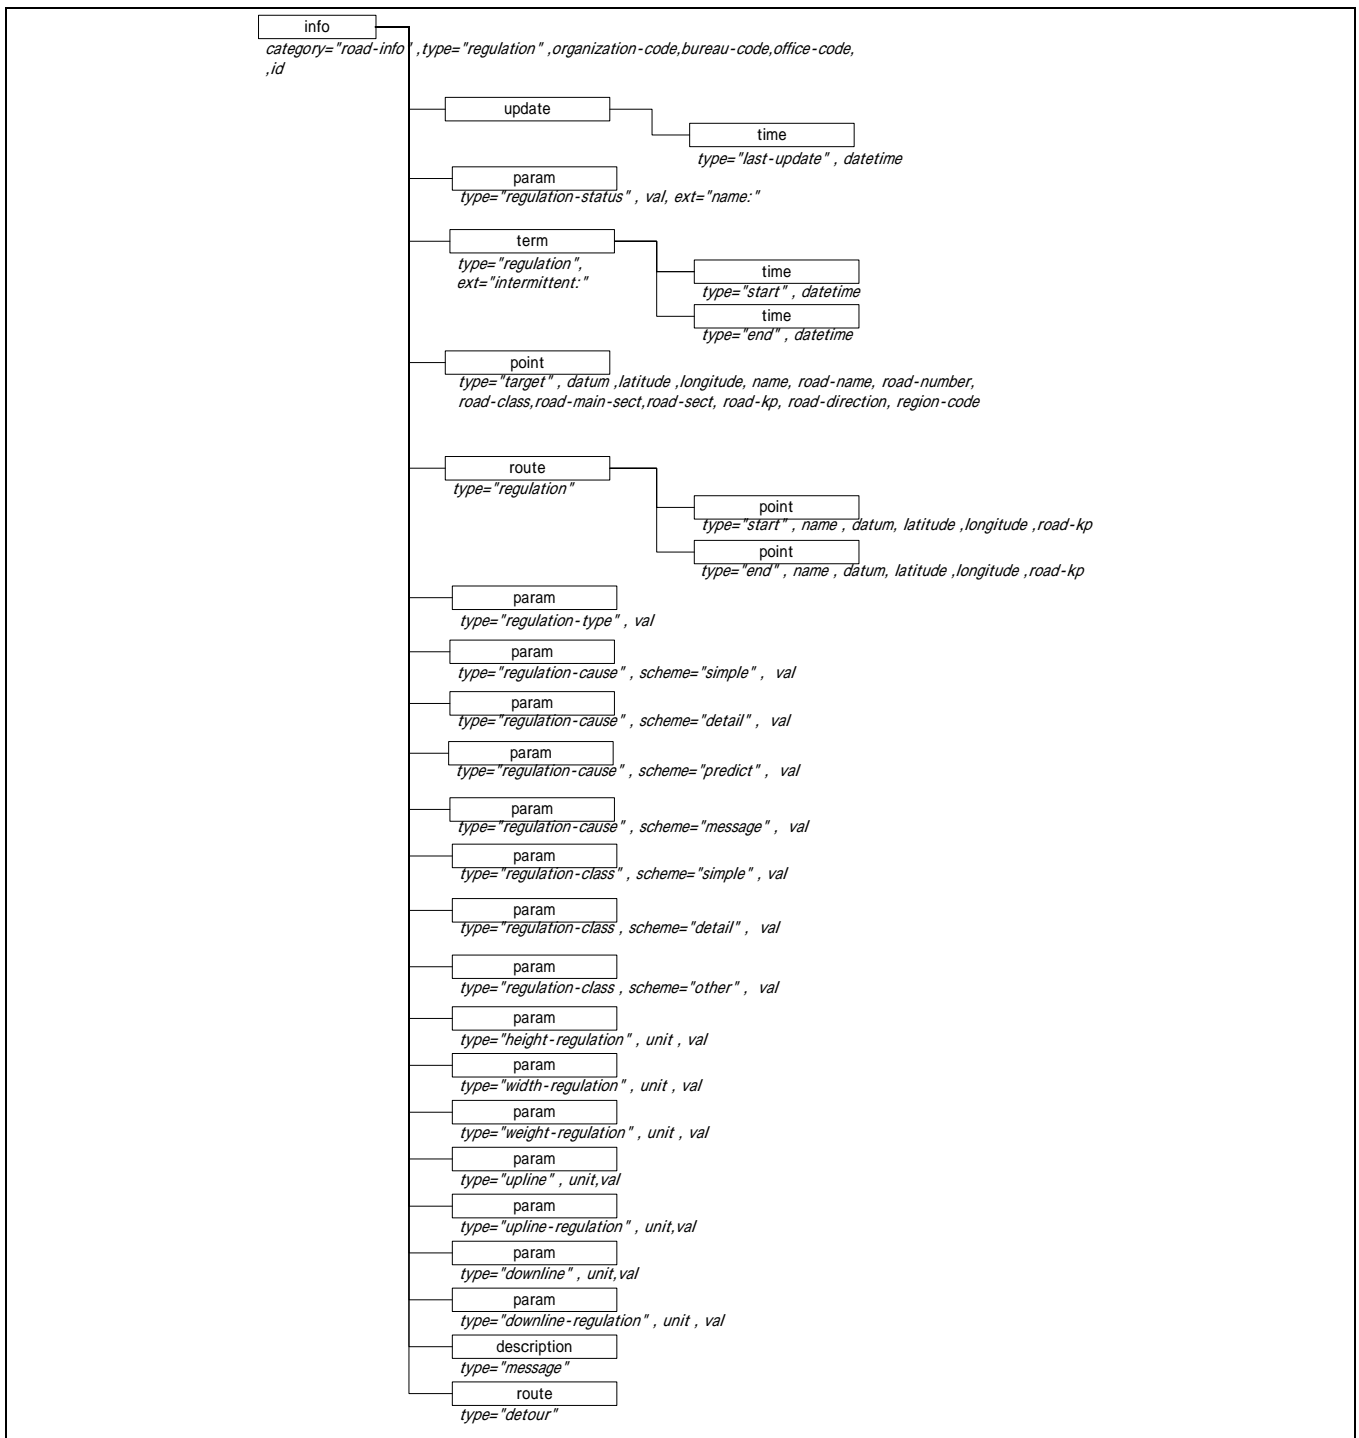 info
category="road-info" ,type="regulation" ,organization-code,bureau-code,office-code,
,id
update
time
type="last-update" , datetime
param
type="regulation-status" , val, ext="name:"
term
type="regulation",
ext="intermittent:"
time
type="start" , datetime
time
type="end" , datetime
point
type="target" , datum ,latitude ,longitude, name, road-name, road-number,
road-class,road-main-sect,road-sect, road-kp, road-direction, region-code
route
type="regulation"
point
type="start" , name , datum, latitude ,longitude ,road-kp
point
type="end" , name , datum, latitude ,longitude ,road-kp
param
type="regulation-type" , val
param
type="regulation-cause" , scheme="simple" , val
param
type="regulation-cause" , scheme="detail" , val
param
type="regulation-cause" , scheme="predict" , val
param
type="regulation-cause" , scheme="message" , val
param
type="regulation-class" , scheme="simple" , val
param
type="regulation-class , scheme="detail" , val
param
type="regulation-class , scheme="other" , val
param
type="height-regulation" , unit , val
param
type="width-regulation" , unit , val
param
type="weight-regulation" , unit , val
param
type="upline" , unit,val
param
type="upline-regulation" , unit,val
param
type="downline" , unit,val
param
type="downline-regulation" , unit , val
description
type="message"
route
type="detour"